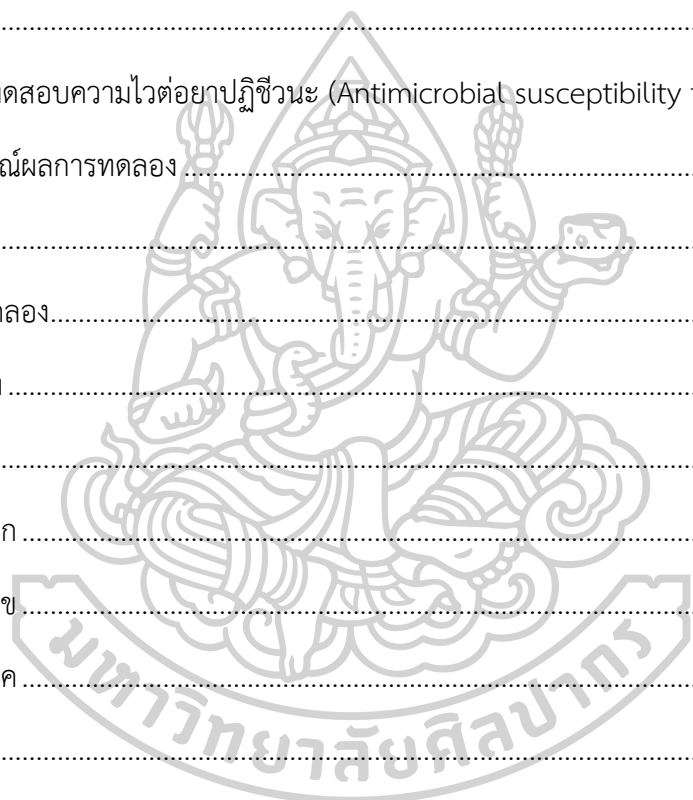 ................................................................
ทดสอบความไวต่อยาปฏิชีวนะ (Antimicrobial susceptibility
ณ์ผลการทดลอง ................................................................
................................................................
ดลอง................................................................
................................................................
................................................................
ก ................................................................
ข ................................................................
ค ................................................................
มหาวิทยาลัยศิลปากร
................................................................